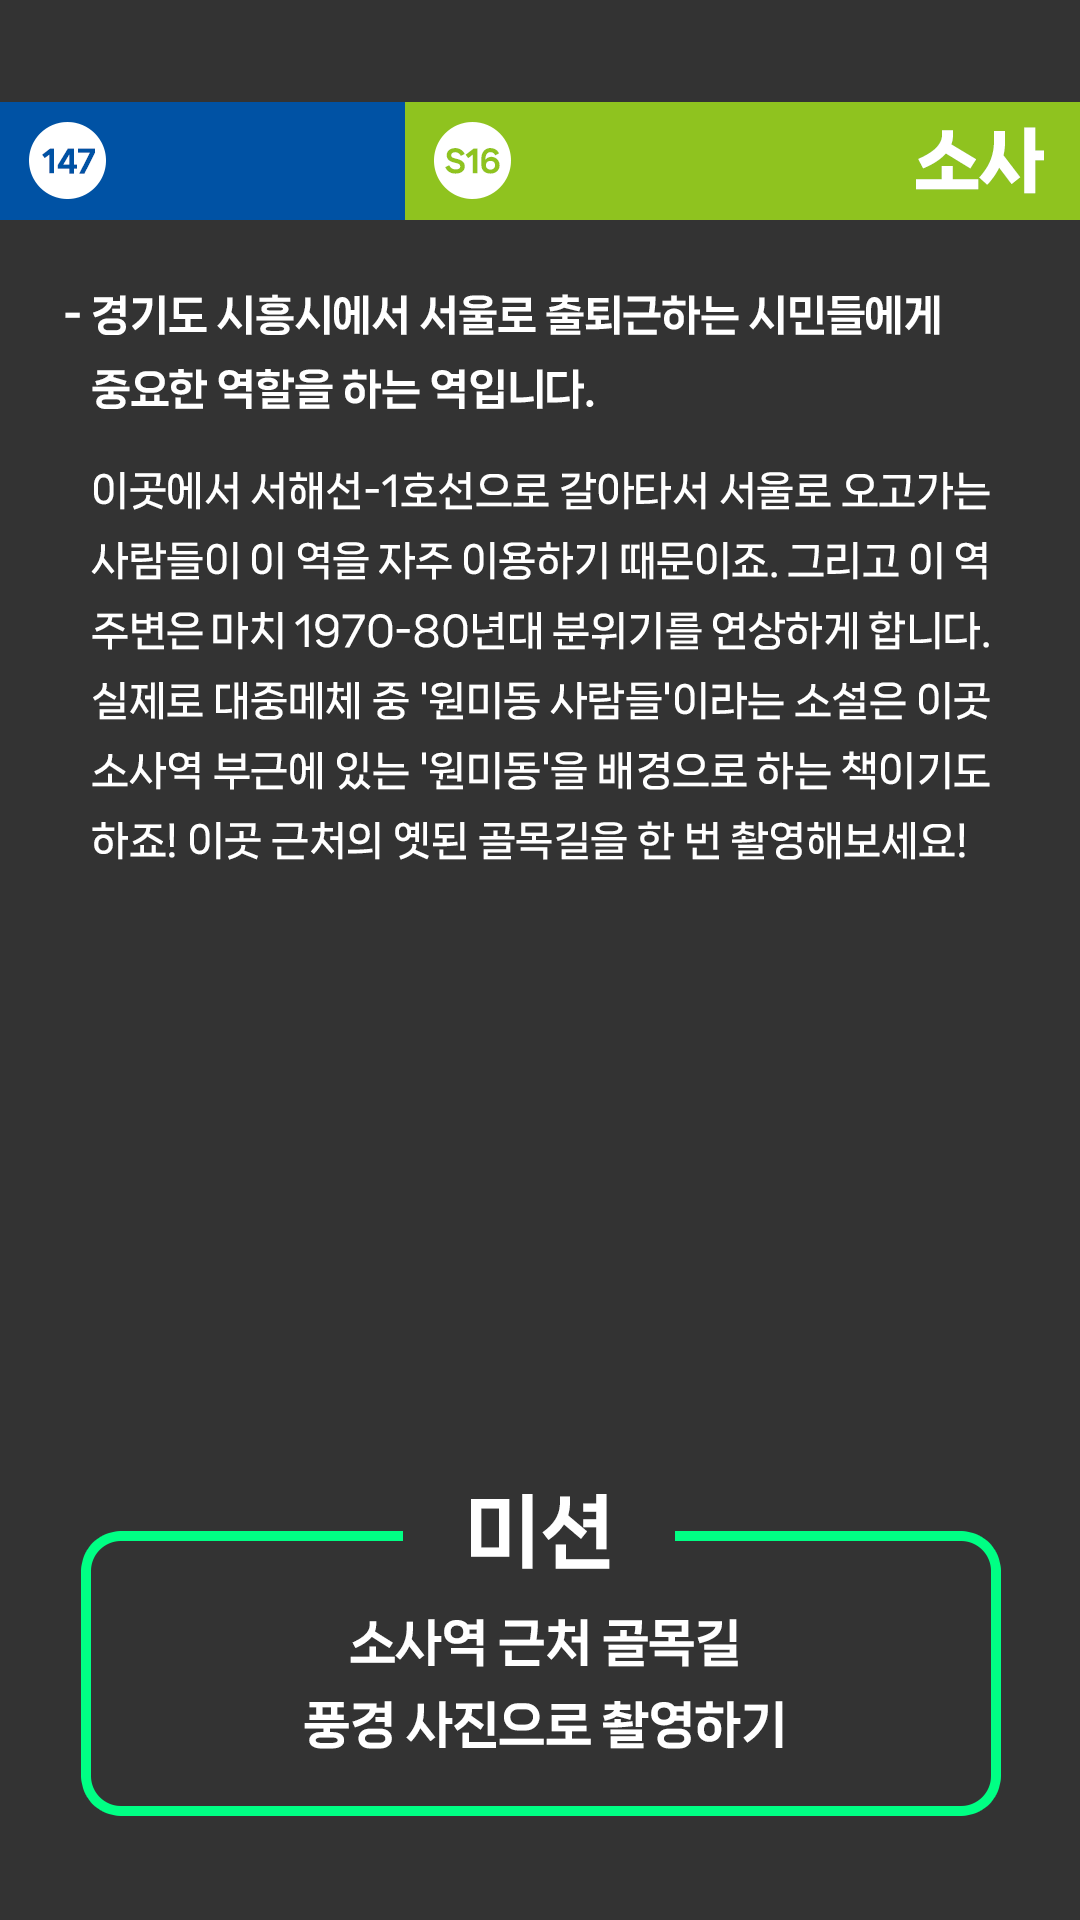 147
S16
소사
- 경기도 시흥시에서 서울로 출퇴근하는 시민들에게
중요한 역할을 하는 역입니다.
이곳에서 서해선-1호선으로 갈아타서 서울로 오고가는
사람들이 이 역을 자주 이용하기 때문이죠. 그리고 이 역
주변은 마치 1970-80년대 분위기를 연상하게 합니다.
실제로 대중메체 중 '원미동 사람들'이라는 소설은 이곳
소사역 부근에 있는 '원미동'을 배경으로 하는 책이기도
하죠! 이곳 근처의 옛된 골목길을 한 번 촬영해보세요!
미션
소사역 근처 골목길
풍경 사진으로 촬영하기